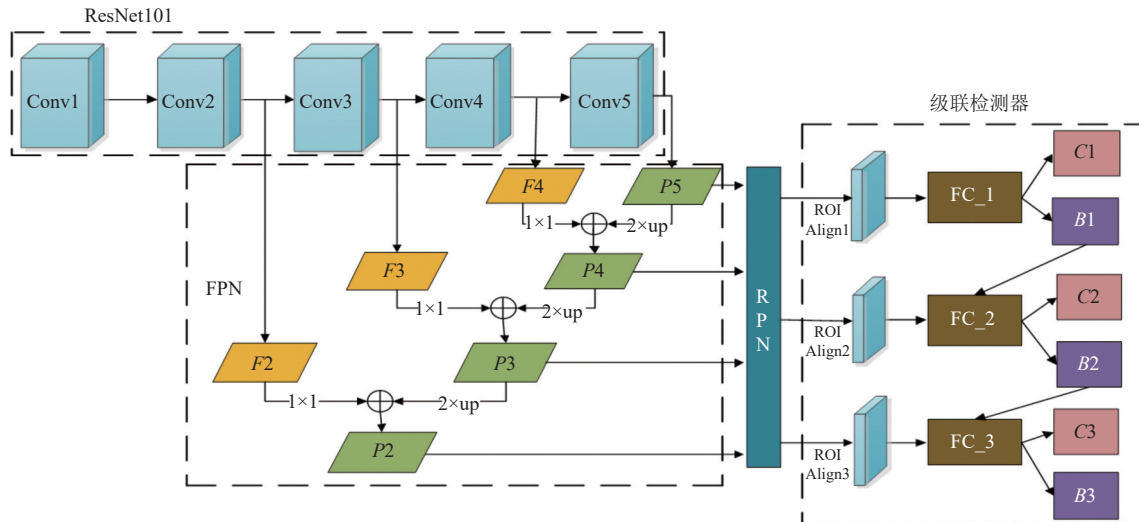 ResNet101
Conv1
Conv2
Conv3
Conv4
Conv5
级联检测器
F4
P5
1×1
2×up
F3
P4
FPN
1×1
2×up
F2
P3
1×1
2×up
P2
RPN
ROI
Align1
FC_1
C1
B1
ROI
Align2
FC_2
C2
B2
ROI
Align3
FC_3
C3
B3